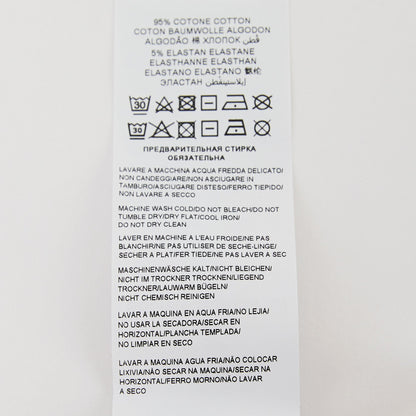 95% COTONE COTTON
COTON BAUMWOLLE ALGODON
ALGODÃO 棉 ХЛОПОК قطن
5% ELASTAN ELASTANE
ELASTHANNE ELASTHAN
ELASTANO ELASTANO
ЭЛАСТАН
30
30
ПРЕДВАРИТЕЛЬНАЯ СТИРКА
ОБЯЗАТЕЛЬНА
LAVARE A MACCHINA ACQUA FREDDA DELICATO/
NON CANDEGGIARE/NON ASCIUGARE IN
TAMBURO/ASCIUGARE DISTESO/FERRO TIEPIDO/
NON LAVARE A SECCO
MACHINE WASH COLD/DO NOT BLEACH/DO NOT
TUMBLE DRY/DRY FLAT/COOL IRON/
DO NOT DRY CLEAN
LAVER EN MACHINE A L'EAU FROIDE/NE PAS
BLANCHIR/NE PAS UTILISER DE SECHE-LINGE/
SECHER A PLAT/FER TIEDE/NE PAS LAVER A SEC
MASCHINENWÄSCHE KALT/NICHT BLEICHEN/
NICHT IM TROCKNER TROCKNEN/LIEGEND
TROCKNER/LAUWARM BÜGELN/
NICHT CHEMISCH REINIGEN
LAVAR A MAQUINA EN AQUA FRIA/NO LEJIA/
NO USAR LA SECADORA/SECAR EN
HORIZONTAL/PLANCHA TEMPLADA/
NO LIMPIAR EN SECO
LAVAR A MAQUINA AGUA FRIA/NÃO COLOCAR
LIXIVIA/NÃO SECAR NA MAQUINA/SECAR NA
HORIZONTAL/FERRO MORNO/NÃO LAVAR
A SECO